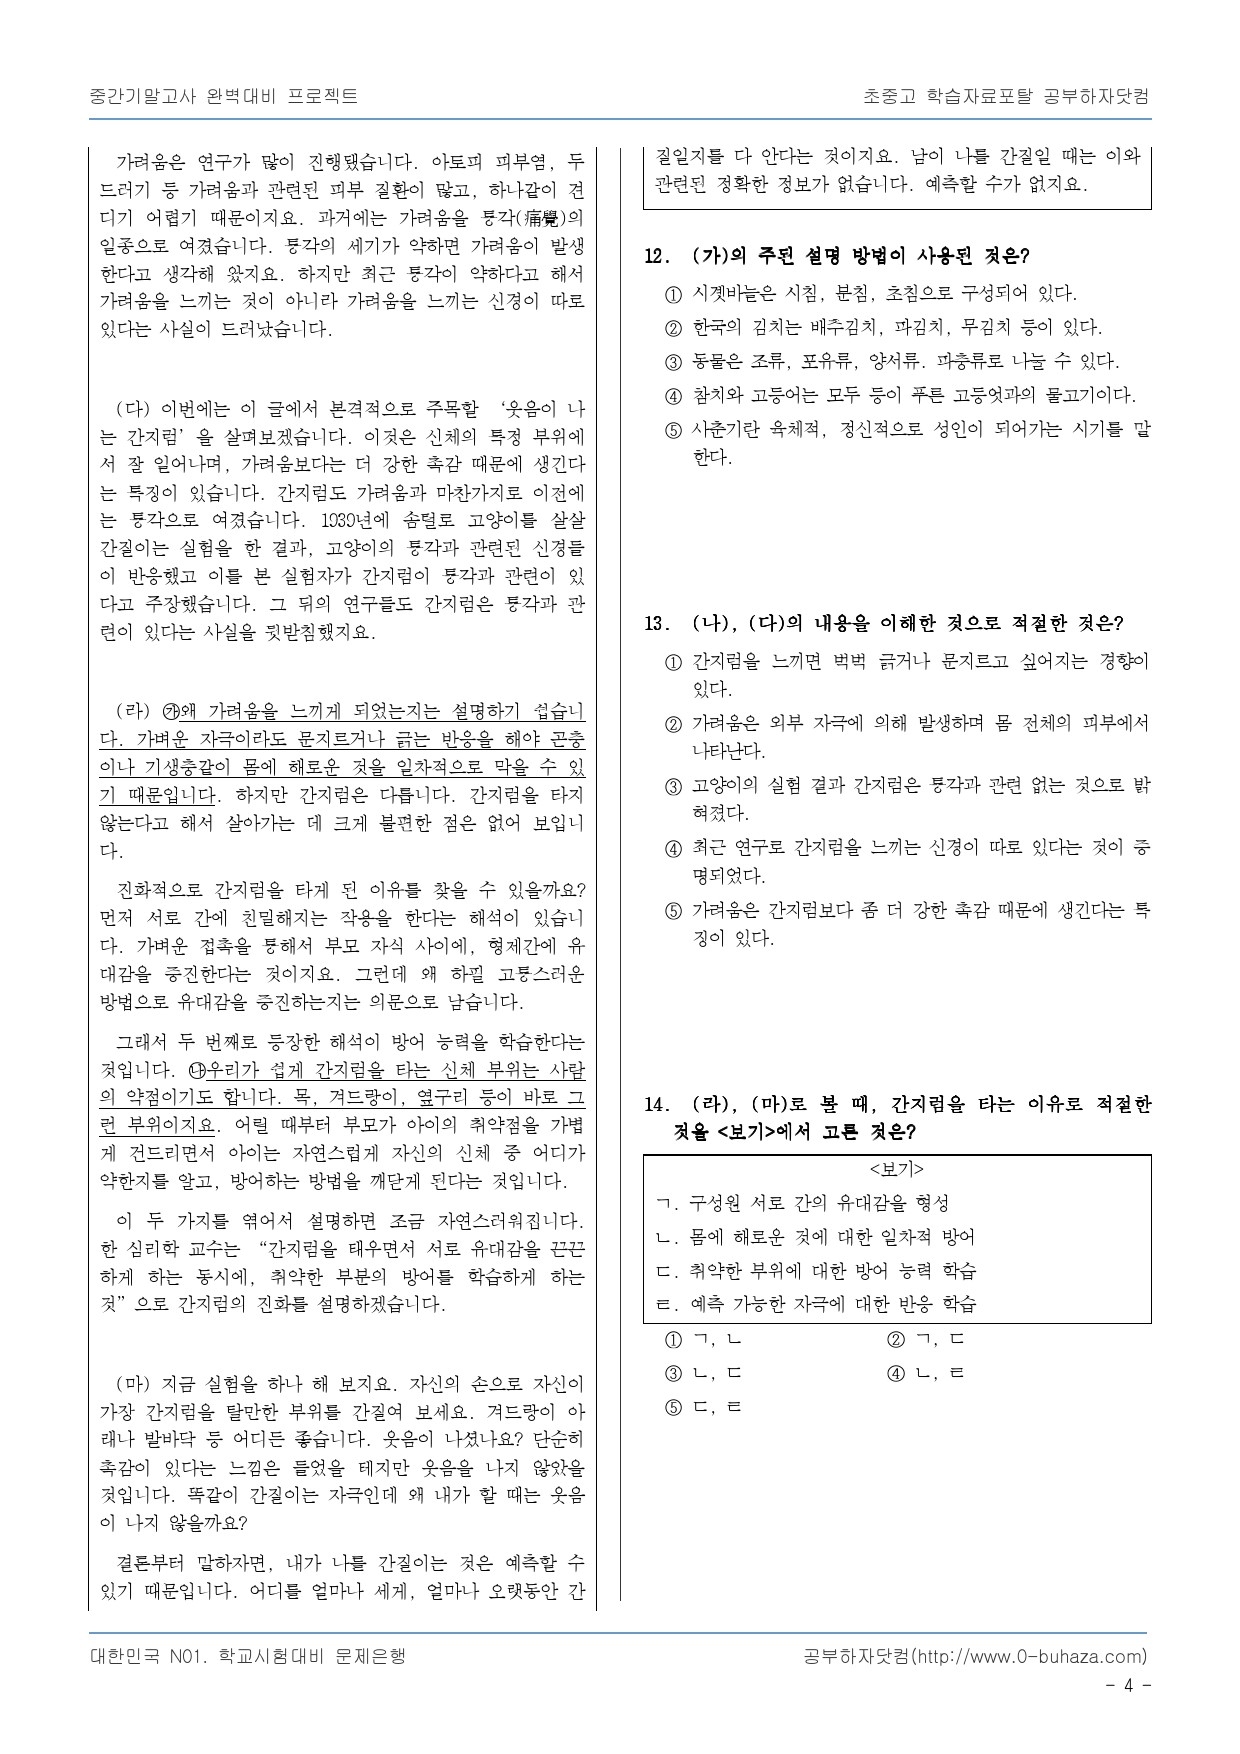 중간기말고사 완벽대비 프로젝트
초중고 학습자료포탈 공부하자닷컴
가려움은 연구가 많이 진행됐습니다. 아토피 피부염, 두
드러기 등 가려움과 관련된 피부 질환이 많고, 하나같이 견
디기 어렵기 때문이지요. 과거에는 가려움을 통각(痛覺)의
일종으로 여겼습니다. 통각의 세기가 약하면 가려움이 발생
한다고 생각해 왔지요. 하지만 최근 통각이 약하다고 해서
가려움을 느끼는 것이 아니라 가려움을 느끼는 신경이 따로
있다는 사실이 드러났습니다.
(다) 이번에는 이 글에서 본격적으로 주목할 ‘웃음이 나
는 간지럼’을 살펴보겠습니다. 이것은 신체의 특정 부위에
서 잘 일어나며, 가려움보다는 더 강한 촉감 때문에 생긴다
는 특징이 있습니다. 간지럼도 가려움과 마찬가지로 이전에
는 통각으로 여겼습니다. 1939년에 솜털로 고양이를 살살
간질이는 실험을 한 결과, 고양이의 통각과 관련된 신경들
이 반응했고 이를 본 실험자가 간지럼이 통각과 관련이 있
다고 주장했습니다. 그 뒤의 연구들도 간지럼은 통각과 관
련이 있다는 사실을 뒷받침했지요.
(라) ㉮왜 가려움을 느끼게 되었는지는 설명하기 쉽습니
다. 가벼운 자극이라도 문지르거나 긁는 반응을 해야 곤충
이나 기생충같이 몸에 해로운 것을 일차적으로 막을 수 있
기 때문입니다. 하지만 간지럼은 다릅니다. 간지럼을 타지
않는다고 해서 살아가는 데 크게 불편한 점은 없어 보입니
다.
진화적으로 간지럼을 타게 된 이유를 찾을 수 있을까요?
먼저 서로 간에 친밀해지는 작용을 한다는 해석이 있습니
다. 가벼운 접촉을 통해서 부모 자식 사이에, 형제간에 유
대감을 증진한다는 것이지요. 그런데 왜 하필 고통스러운
방법으로 유대감을 증진하는지는 의문으로 남습니다.
그래서 두 번째로 등장한 해석이 방어 능력을 학습한다는
것입니다. ㉯우리가 쉽게 간지럼을 타는 신체 부위는 사람
의 약점이기도 합니다. 목, 겨드랑이, 옆구리 등이 바로 그
런 부위이지요. 어릴 때부터 부모가 아이의 취약점을 가볍
게 건드리면서 아이는 자연스럽게 자신의 신체 중 어디가
약한지를 알고, 방어하는 방법을 깨닫게 된다는 것입니다.
이 두 가지를 엮어서 설명하면 조금 자연스러워집니다.
한 심리학 교수는 “간지럼을 태우면서 서로 유대감을 끈끈
하게 하는 동시에, 취약한 부분의 방어를 학습하게 하는
것”으로 간지럼의 진화를 설명하겠습니다.
(마) 지금 실험을 하나 해 보지요. 자신의 손으로 자신이
가장 간지럼을 탈만한 부위를 간질여 보세요. 겨드랑이 아
래나 발바닥 등 어디든 좋습니다. 웃음이 나셨나요? 단순히
촉감이 있다는 느낌은 들었을 테지만 웃음을 나지 않았을
것입니다. 똑같이 간질이는 자극인데 왜 내가 할 때는 웃음
이 나지 않을까요?
결론부터 말하자면, 내가 나를 간질이는 것은 예측할 수
있기 때문입니다. 어디를 얼마나 세게, 얼마나 오랫동안 간
질일지를 다 안다는 것이지요. 남이 나를 간질일 때는 이와
관련된 정확한 정보가 없습니다. 예측할 수가 없지요.
12. (가)의 주된 설명 방법이 사용된 것은?
① 시곗바늘은 시침, 분침, 초침으로 구성되어 있다.
② 한국의 김치는 배추김치, 파김치, 무김치 등이 있다.
③ 동물은 조류, 포유류, 양서류. 파충류로 나눌 수 있다.
④ 참치와 고등어는 모두 등이 푸른 고등엇과의 물고기이다.
⑤ 사춘기란 육체적, 정신적으로 성인이 되어가는 시기를 말
한다.
13. (나), (다)의 내용을 이해한 것으로 적절한 것은?
① 간지럼을 느끼면 벅벅 긁거나 문지르고 싶어지는 경향이
있다.
② 가려움은 외부 자극에 의해 발생하며 몸 전체의 피부에서
나타난다.
③ 고양이의 실험 결과 간지럼은 통각과 관련 없는 것으로 밝
혀졌다.
④ 최근 연구로 간지럼을 느끼는 신경이 따로 있다는 것이 증
명되었다.
⑤ 가려움은 간지럼보다 좀 더 강한 촉감 때문에 생긴다는 특
징이 있다.
14. (라), (마)로 볼 때, 간지럼을 타는 이유로 적절한
것을 <보기>에서 고른 것은?
<보기>
ㄱ. 구성원 서로 간의 유대감을 형성
ㄴ. 몸에 해로운 것에 대한 일차적 방어
ㄷ. 취약한 부위에 대한 방어 능력 학습
ㄹ. 예측 가능한 자극에 대한 반응 학습
① ㄱ, ㄴ ② ㄱ, ㄷ
③ ㄴ, ㄷ ④ ㄴ, ㄹ
⑤ ㄷ, ㄹ
대한민국 N01. 학교시험대비 문제은행
공부하자닷컴(http://www.0-buhaza.com)
- 4 -